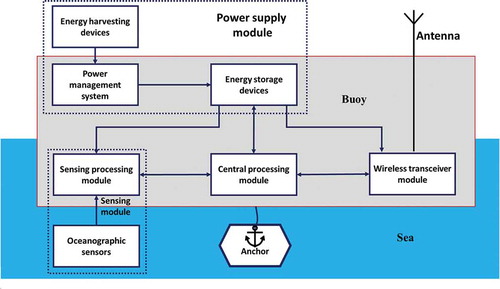 Energy harvesting
devices
Power supply
module
Antenna
Power
management
system
Energy storage
devices
Buoy
Sensing processing
module
Central processing
module
Wireless transceiver
module
Sensing
module
Oceanographic
sensors
Anchor
Sea